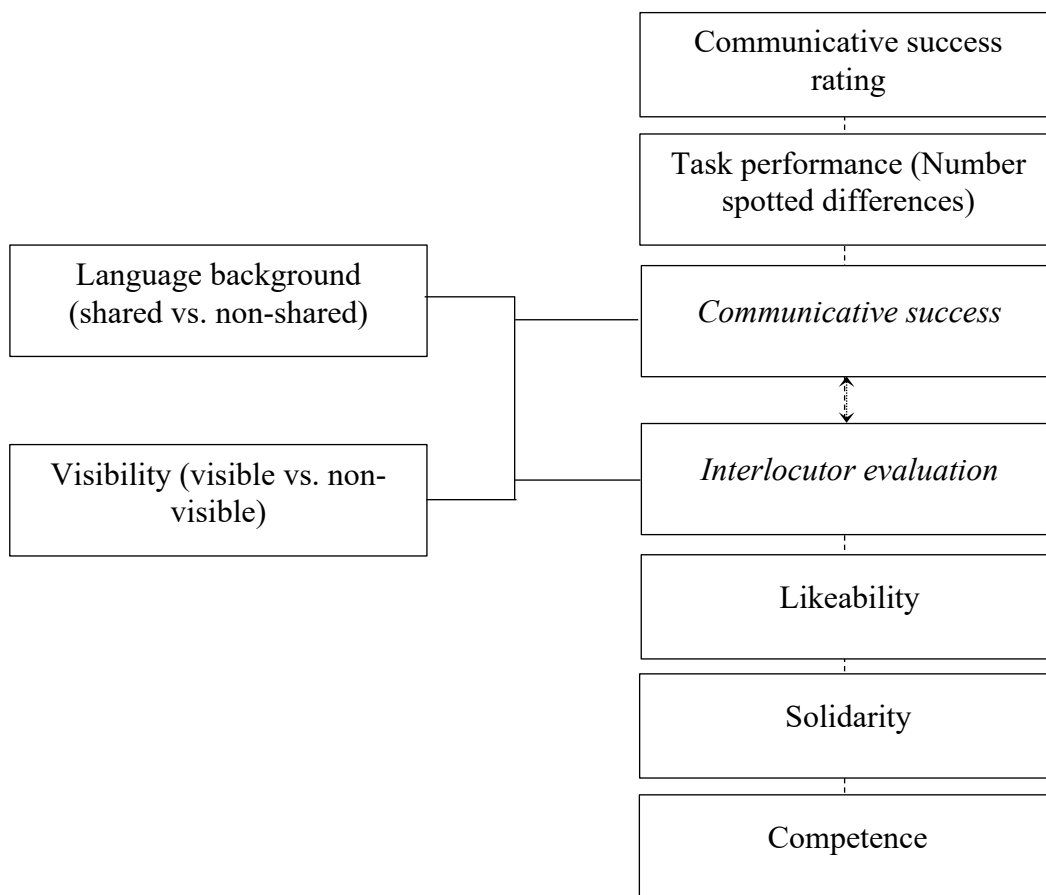 Communicative success
rating
Task performance (Number
spotted differences)
Language background
(shared vs. non-shared)
Communicative success
Visibility (visible vs. non-
visible)
Interlocutor evaluation
Likeability
Solidarity
Competence